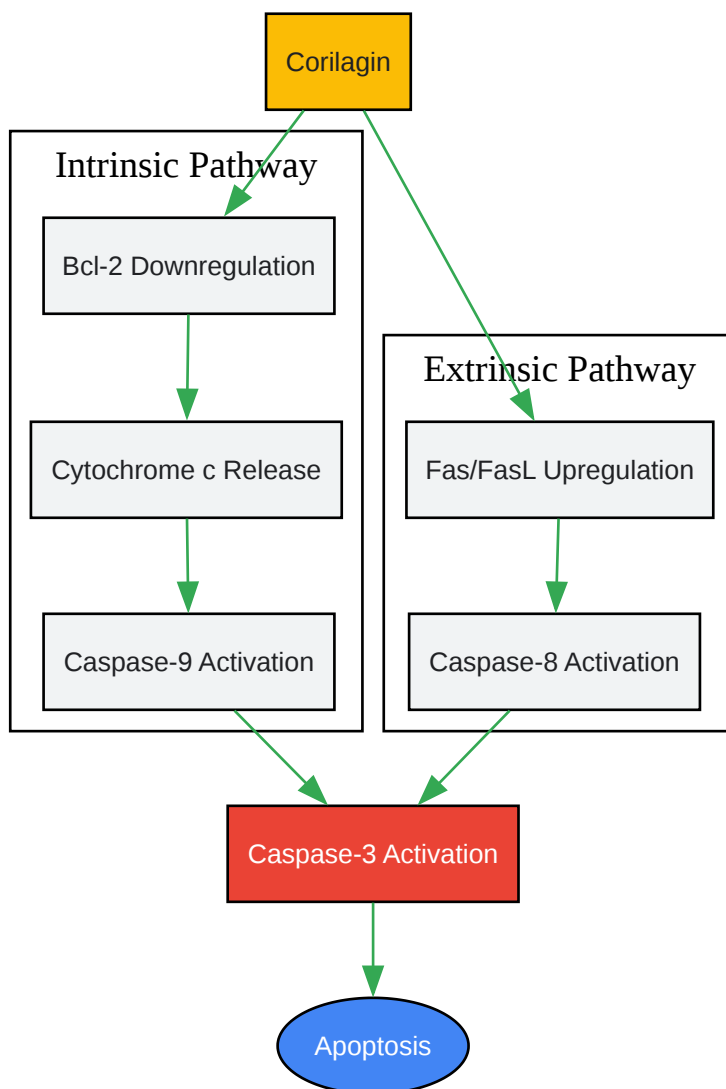 Corilagin
Intrinsic Pathway
Bcl-2 Downregulation
Cytochrome c Release
Caspase-9 Activation
Extrinsic Pathway
Fas/FasL Upregulation
Caspase-8 Activation
Caspase-3 Activation
Apoptosis